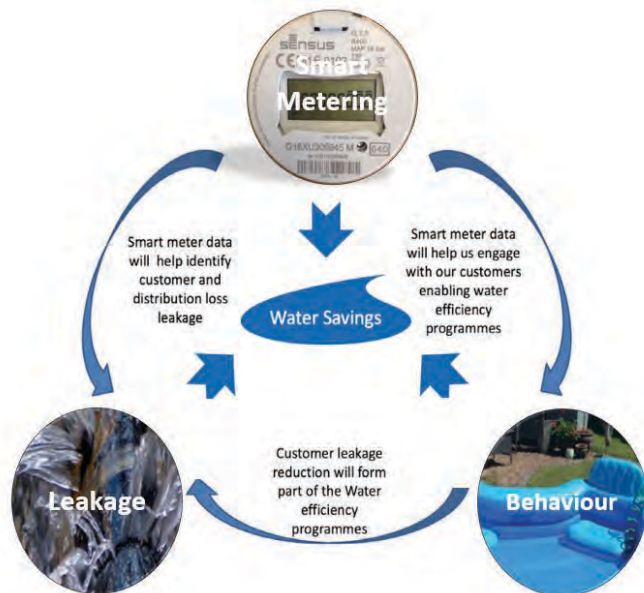 sensus
Smart
Metering
Smart meter data
will help identify
customer and
distribution loss
leakage
Smart meter data
will help us engage
with our customers
enabling water
efficiency
programmes
Water Savings
Customer leakage
reduction will form
part of the Water
efficiency
programmes
Leakage
Behaviour